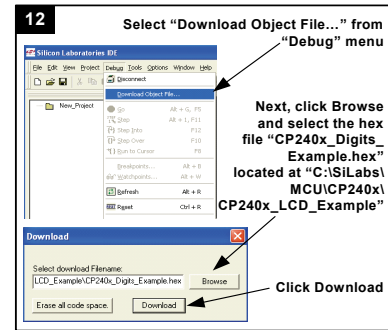 12
Select “Download Object File...” from
“Debug” menu
Silicon Laboratories IDE
File Edit View Project Debug Tools Options Window Help
Disconnect
Download Object File...
New_Project
Go Alt + G, F5
Step Alt + 1, F11
Step Into F12
Step Over F10
Run to Cursor F6
Breakpoints... Alt + B
Watchpoints... Alt + W
Refresh Alt + R
Reset Ctrl + R
Next, click Browse
and select the hex
file “CP240x_Digits_
Example.hex”
located at “C:\SiLabs\
MCU\CP240x\
CP240x_LCD_Example”
Download
Select download Filename:
LCD_Example\CP240x_Digits_Example.hex Browse
Erase all code space. Download
Click Download